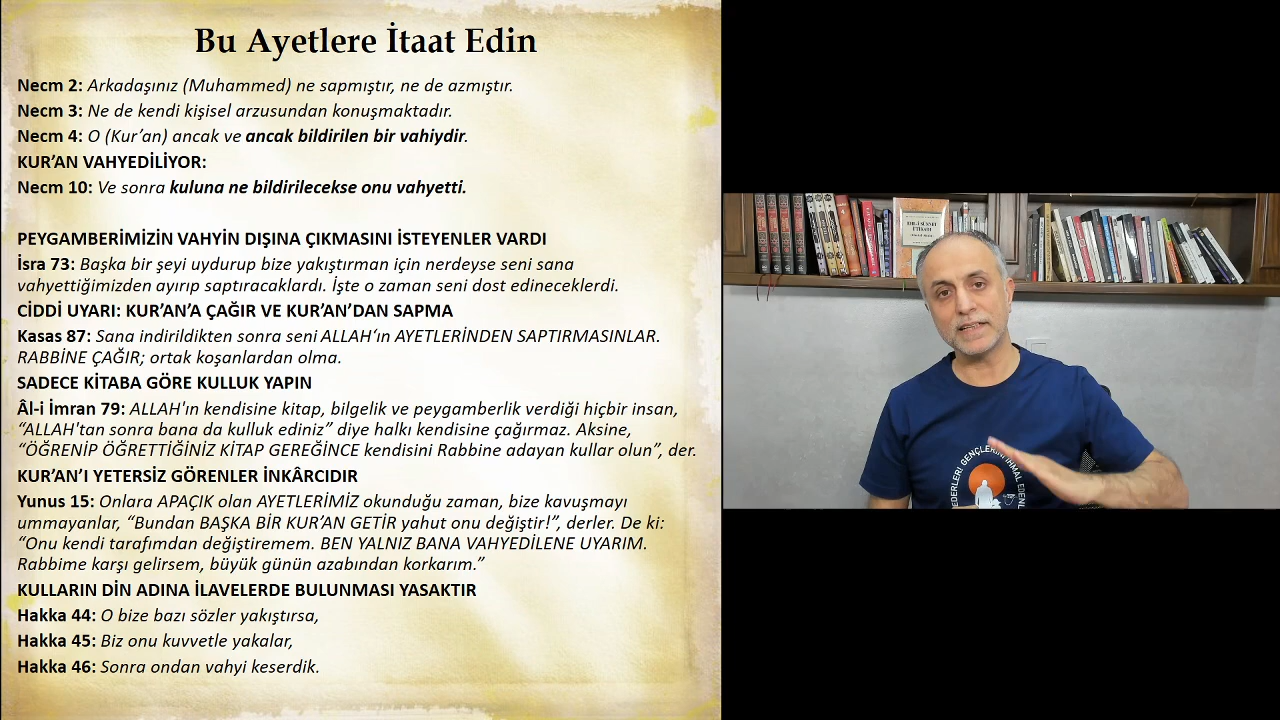 Bu Ayetlere İtaat Edin
Necm 2: Arkadaşınız (Muhammed) ne sapmıştır, ne de azmıştır.
Necm 3: Ne de kendi kişisel arzusundan konuşmaktadır.
Necm 4: O (Kur’an) ancak ve ancak bildirilen bir vahiydir.
KUR’AN VAHYEDİLİYOR:
Necm 10: Ve sonra kuluna ne bildirilecekse onu vahyetti.
PEYGAMBERİMİZİN VAHYİN DIŞINA ÇIKMASINI İSTEYENLER VARDI
İsra 73: Başka bir şeyi uydurup bize yakıştırman için nerdeyse seni sana
vahyettiğimizden ayırıp saptıracaklardı. İşte o zaman seni dost edineceklerdi.
CİDDİ UYARI: KUR’AN’A ÇAĞIR VE KUR’AN’DAN SAPMA
Kasas 87: Sana indirildikten sonra seni ALLAH‘ın AYETLERİNDEN SAPTIRMASINLAR.
RABBİNE ÇAĞIR; ortak koşanlardan olma.
SADECE KİTABA GÖRE KULLUK YAPIN
Âl-i İmran 79: ALLAH'ın kendisine kitap, bilgelik ve peygamberlik verdiği hiçbir insan,
“ALLAH'tan sonra bana da kulluk ediniz” diye halkı kendisine çağırmaz. Aksine,
“ÖĞRENİP ÖĞRETTİĞİNİZ KİTAP GEREĞİNCE kendisini Rabbine adayan kullar olun”, der.
KUR’AN’I YETERSİZ GÖRENLER İNKÂRCIDIR
Yunus 15: Onlara APAÇIK olan AYETLERİMİZ okunduğu zaman, bize kavuşmayı
ummayanlar, “Bundan BAŞKA BİR KUR’AN GETİR yahut onu değiştir!”, derler. De ki:
“Onu kendi tarafımdan değiştiremem. BEN YALNIZ BANA VAHYEDİLENE UYARIM.
Rabbime karşı gelirsem, büyük günün azabından korkarım.”
KULLARIN DİN ADINA İLAVELERDE BULUNMASI YASAKTIR
Hakka 44: O bize bazı sözler yakıştırsa,
Hakka 45: Biz onu kuvvetle yakalar,
Hakka 46: Sonra ondan vahyi keserdik.
EHL-İ SÜNNET
İTİKADI
GENÇLERİN İHMAL